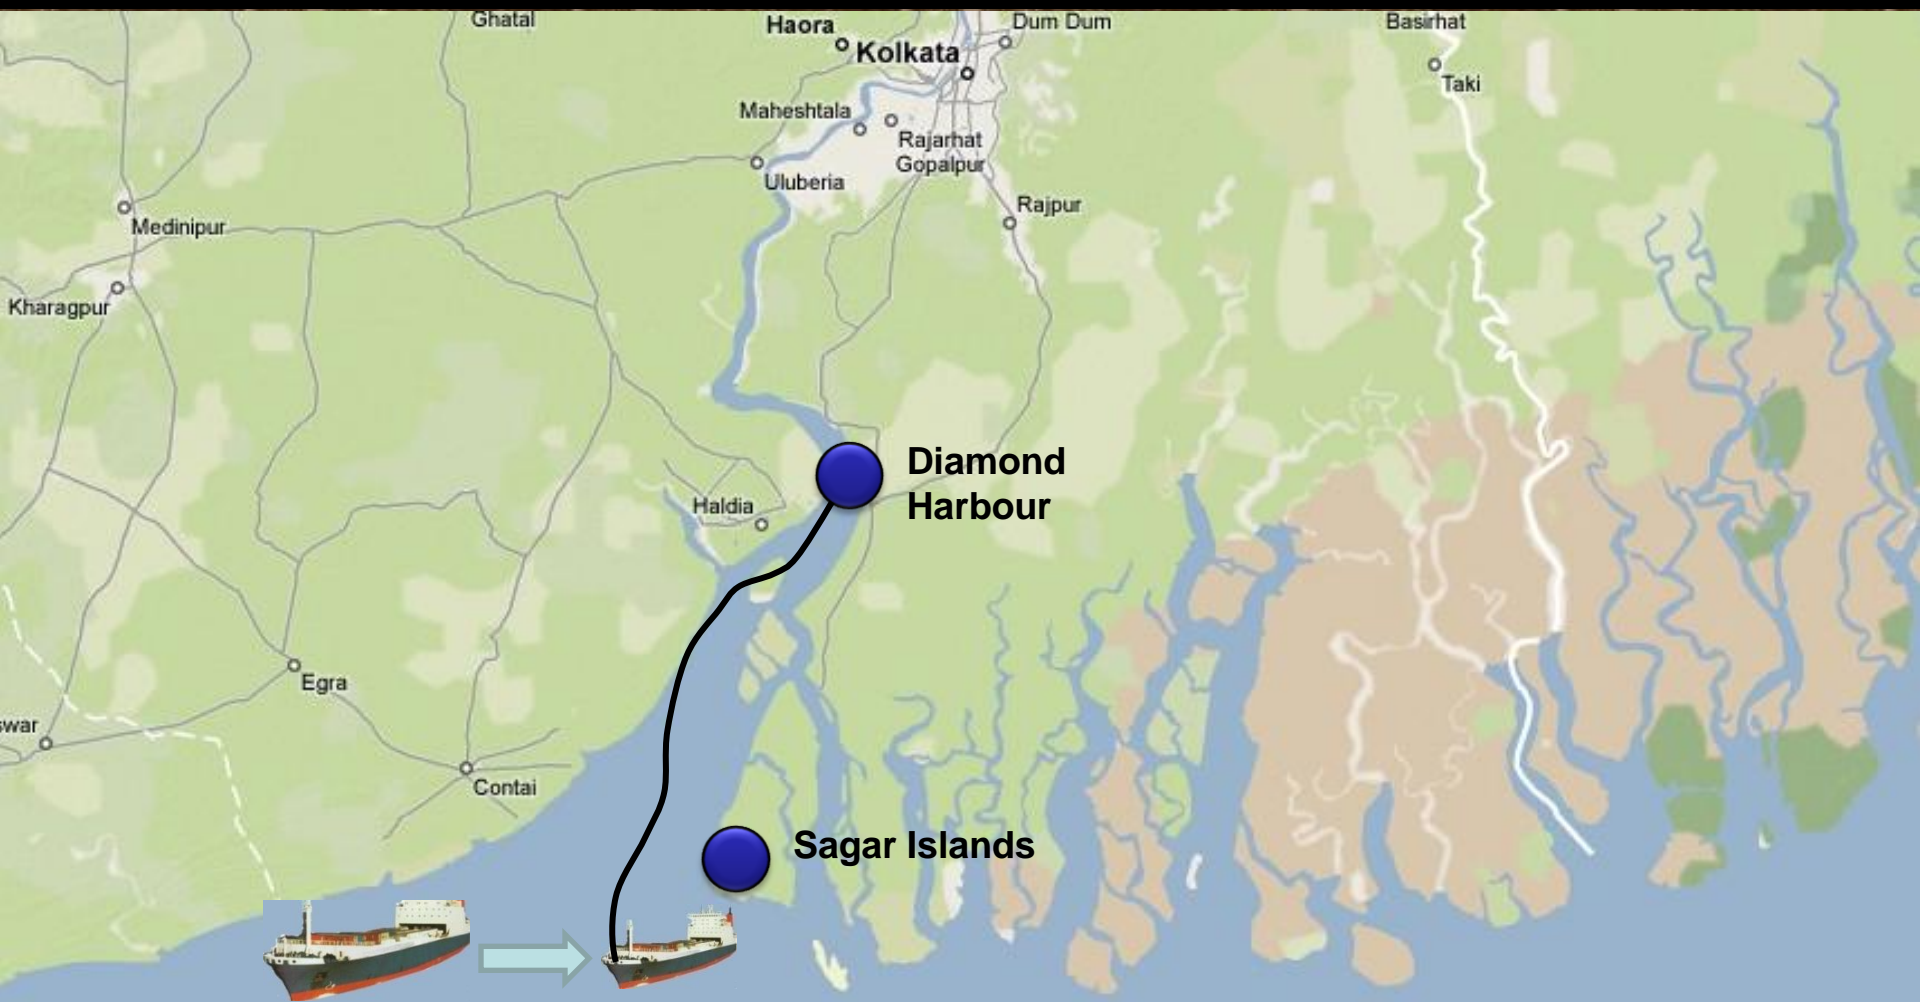 Ghatal
Haora
Dum Dum
Basirhat
Kolkata
Taki
Maheshtala
Rajarhat
Gopalpur
Uluberia
Rajpur
Medinipur
Kharagpur
Diamond
Harbour
Haldia
Egra
swar
Contai
Sagar Islands